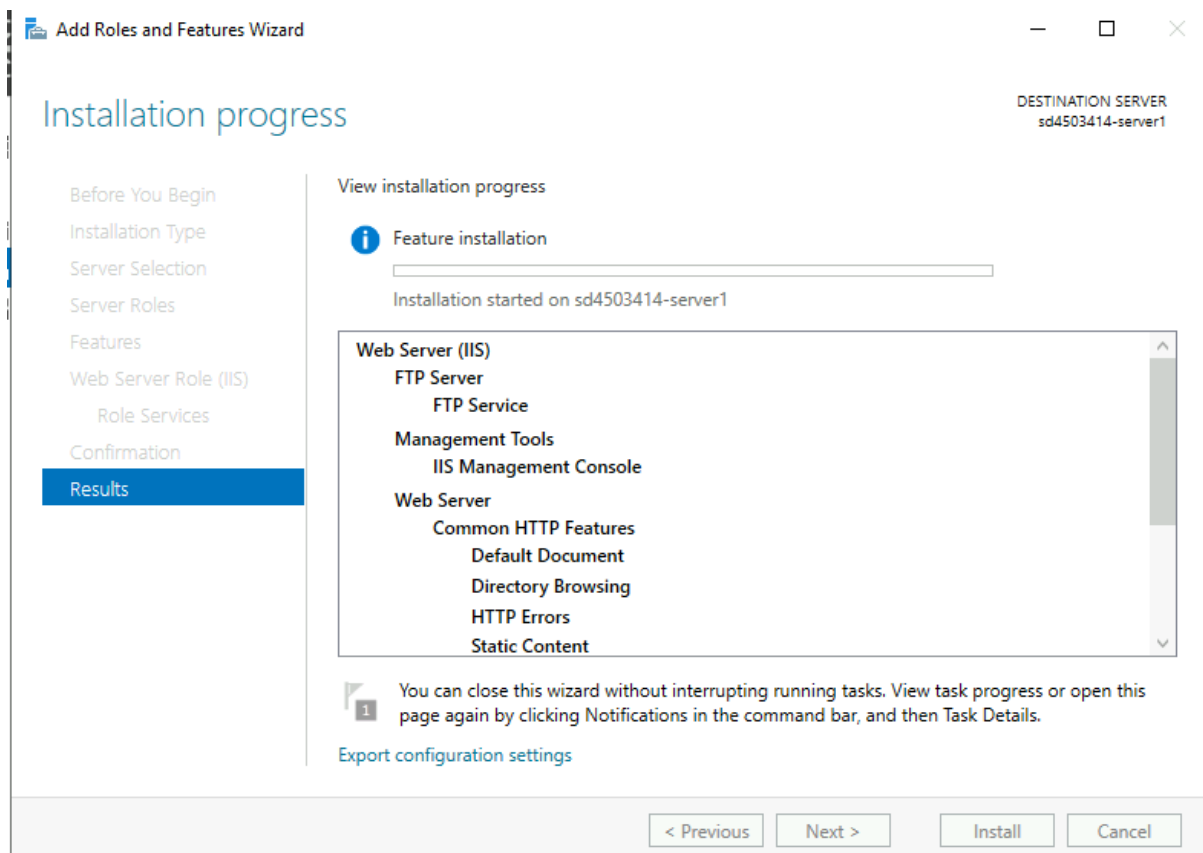 Add Roles and Features Wizard
Installation progress
DESTINATION SERVER
sd4503414-server1
Before You Begin
Installation Type
Server Selection
Server Roles
Features
Web Server Role (IIS)
Role Services
Confirmation
Results
View installation progress
Feature installation
Installation started on sd4503414-server1
Web Server (IIS)
FTP Server
FTP Service
Management Tools
IIS Management Console
Web Server
Common HTTP Features
Default Document
Directory Browsing
HTTP Errors
Static Content
1
You can close this wizard without interrupting running tasks. View task progress or open this
page again by clicking Notifications in the command bar, and then Task Details.
Export configuration settings
< Previous
Next >
Install
Cancel